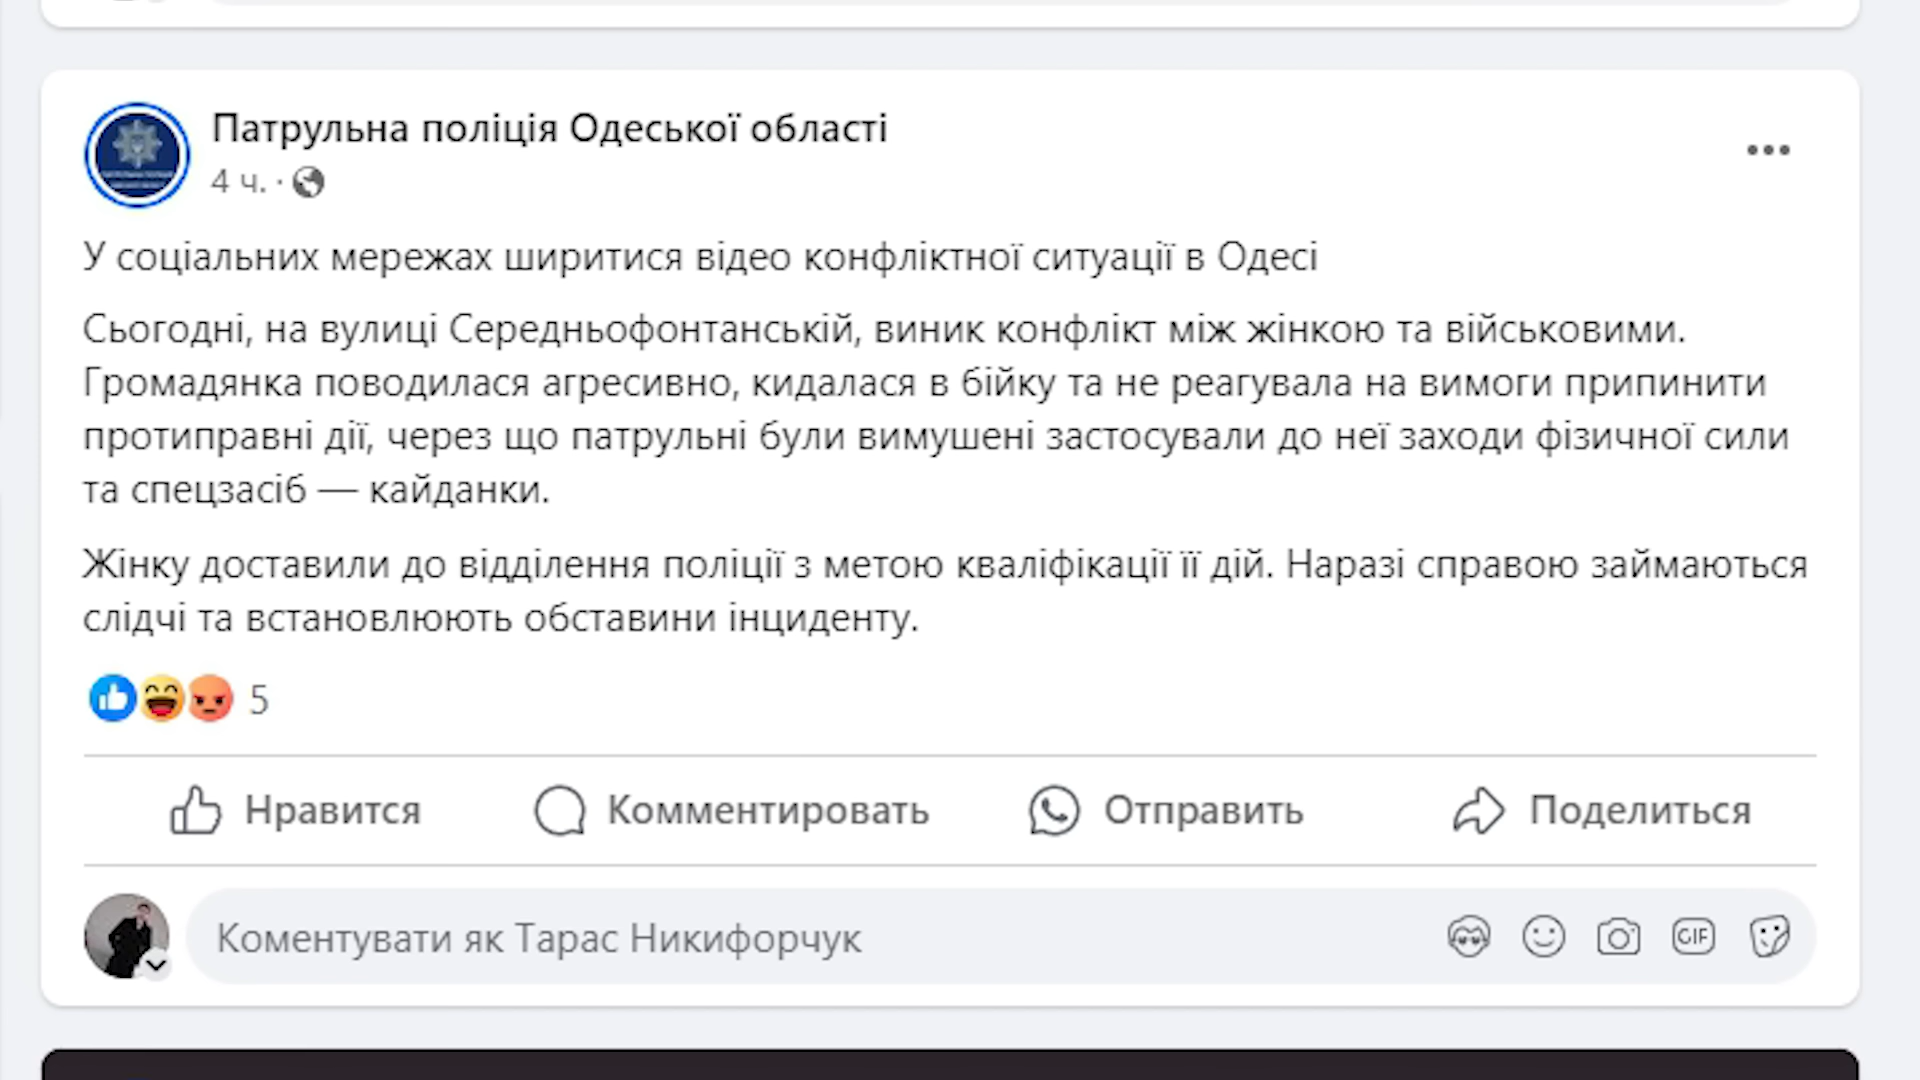 Патрульна поліція Одеської області
4 ч. ·
У соціальних мережах ширитися відео конфліктної ситуації в Одесі
Сьогодні, на вулиці Середньофонтанській, виник конфлікт між жінкою та військовими.
Громадянка поводилася агресивно, кидалася в бійку та не реагувала на вимоги припинити
протиправні дії, через що патрульні були вимушені застосували до неї заходи фізичної сили
та спецзасіб — кайданки.
Жінку доставили до відділення поліції з метою кваліфікації її дій. Наразі справою займаються
слідчі та встановлюють обставини інциденту.
5
Нравится
Комментировать
Отправить
Поделиться
Коментувати як Тарас Никифорчук
GIF